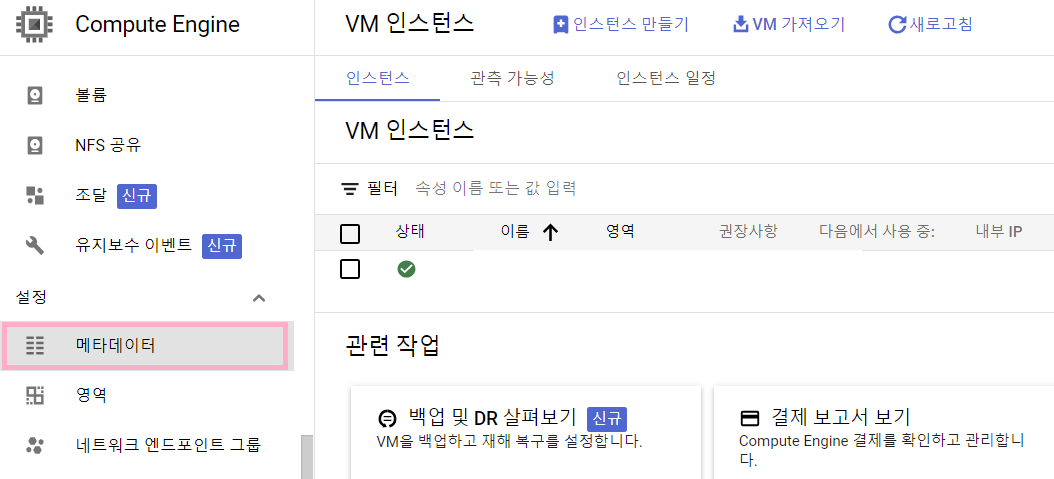 Compute Engine
볼륨
NFS 공유
조달 신규
유지보수 이벤트 신규
설정
메타데이터
영역
네트워크 엔드포인트 그룹
VM 인스턴스
인스턴스 만들기
VM 가져오기
새로고침
인스턴스
관측 가능성
인스턴스 일정
VM 인스턴스
필터 속성 이름 또는 값 입력
상태 이름 영역 권장사항 다음에서 사용 중: 내부 IP
관련 작업
백업 및 DR 살펴보기 신규
VM을 백업하고 재해 복구를 설정합니다.
결제 보고서 보기
Compute Engine 결제를 확인하고 관리합니
다.